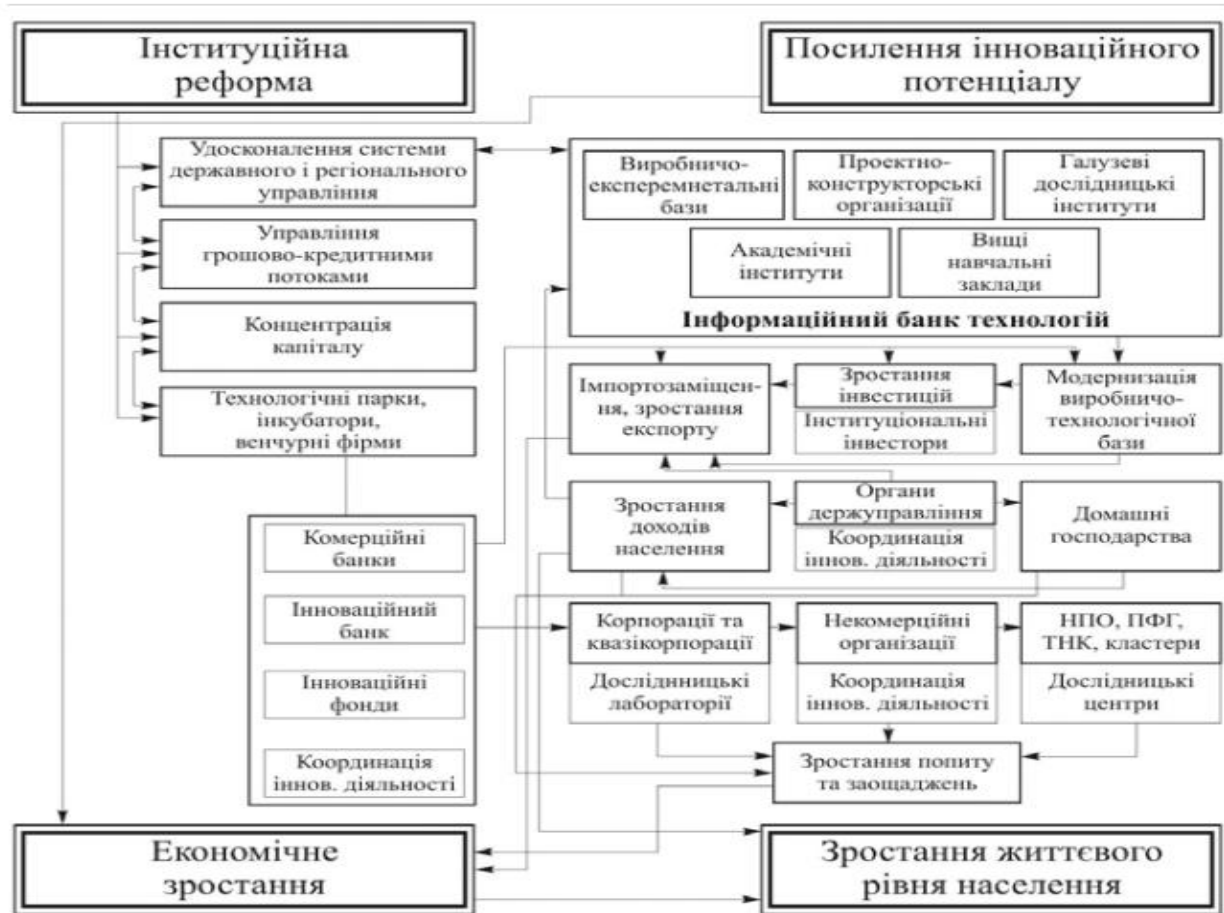 Інституційна
реформа
Посилення інноваційного
потенціалу
Удосконалення системи
державного і регіонального
управління
Управління
грошово-кредитними
потоками
Концентрація
капіталу
Технологічні парки,
інкубатори,
венчурні фірми
Виробничо-
експеремнетальні
бази
Проектно-
конструкторські
організації
Галузеві
дослідницькі
інститути
Академічні
інститути
Вищі
навчальні
заклади
Інформаційний банк технологій
Імпортозаміщен-
ня, зростання
експорту
Зростання
інвестицій
Інституціональні
інвестори
Модернизація
виробничо-
технологічної
бази
Зростання
доходів
населення
Органи
держуправління
Координація
іннов. діяльності
Домашні
господарства
Комерційні
банки
Інноваційний
банк
Інноваційні
фонди
Координація
іннов. діяльності
Корпорації та
квазікорпорації
Досліднницькі
лабораторії
Некомерційні
організації
Координація
іннов. діяльності
НПО, ПФГ,
ТНК, кластери
Дослідницькі
центри
Зростання попиту
та заощаджень
Економічне
зростання
Зростання життєвого
рівня населення